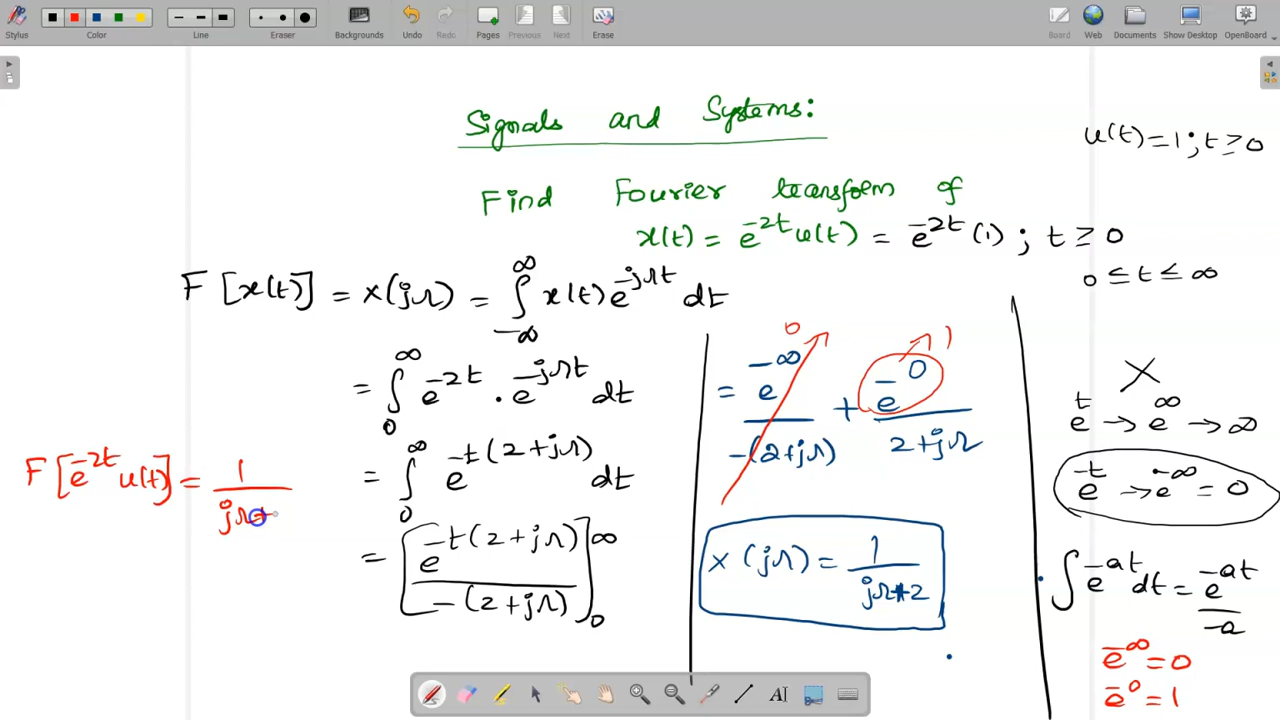 Stylus Color Line Eraser Backgrounds Undo Redo Pages Previous Next Erase Board Web Documents Show Desktop OpenBoard
Signals and Systems:
u(t)=1 ; t ≥ 0
Find Fourier transform of
x(t) = e^-2t u(t) = e^-2t (1) ; t ≥ 0
0 ≤ t ≤ ∞
F [x(t)] = X(jΩ) = ∫_-∞^∞ x(t) e^-jΩt dt
= ∫_0^∞ e^-2t . e^-jΩt dt
= ∫_0^∞ e^-t(2+jΩ) dt
= [e^-t(2+jΩ) / -(2+jΩ)]_0^∞
F[e^-2t u(t)] = 1 / jΩ+
= e^-∞ / -(2+jΩ) + e^-0 / 2+jΩ
0
1
X(jΩ) = 1 / jΩ+2
X
e^t → e^∞ → ∞
e^-t → e^-∞ = 0
∫ e^-at dt = e^-at / -a
e^-∞ = 0
e^-0 = 1